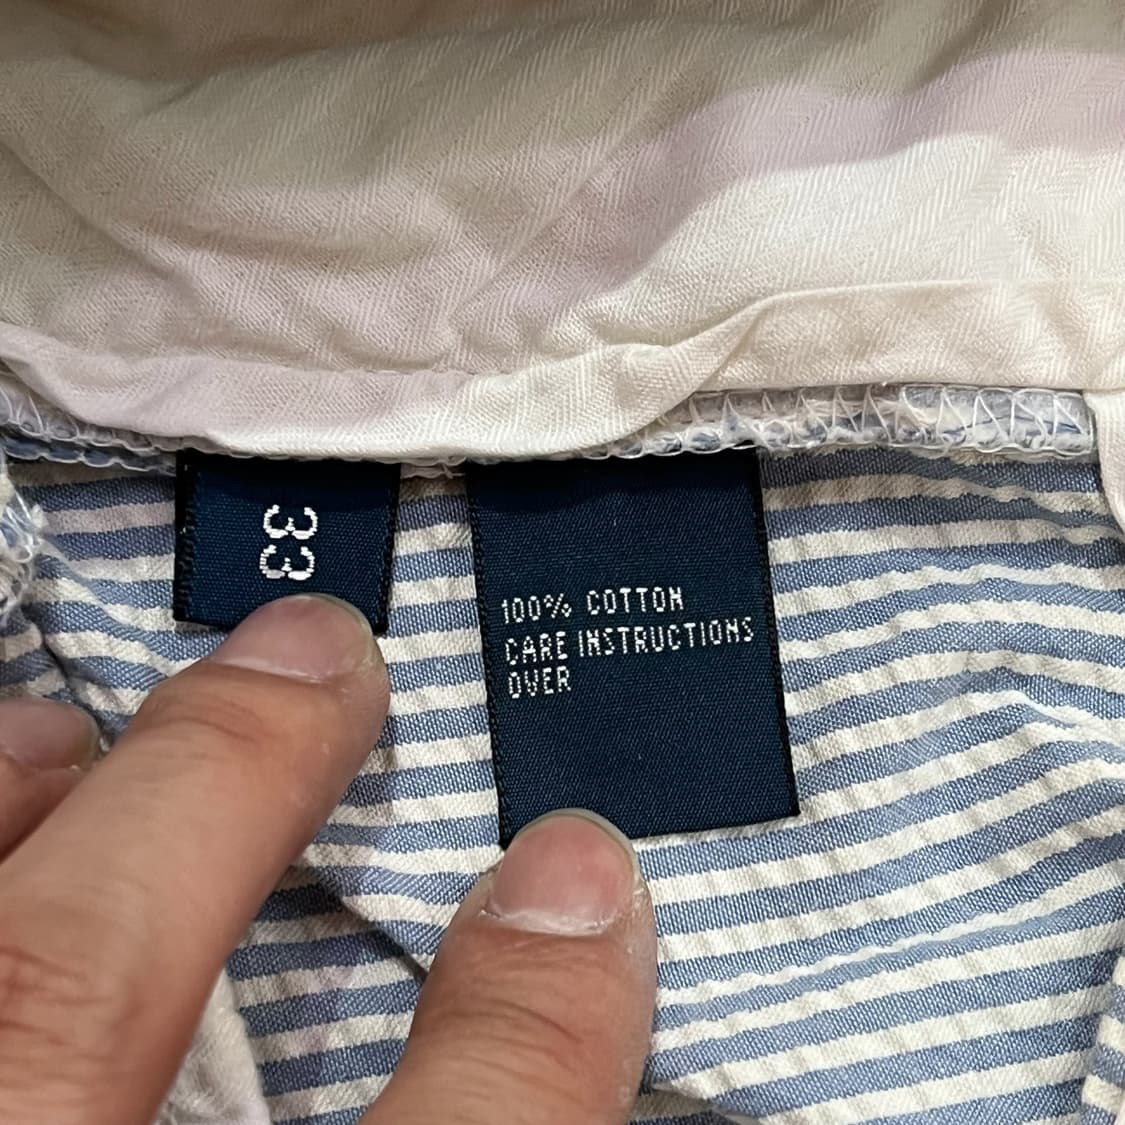 33
100% COTTON
CARE INSTRUCTIONS
OVER